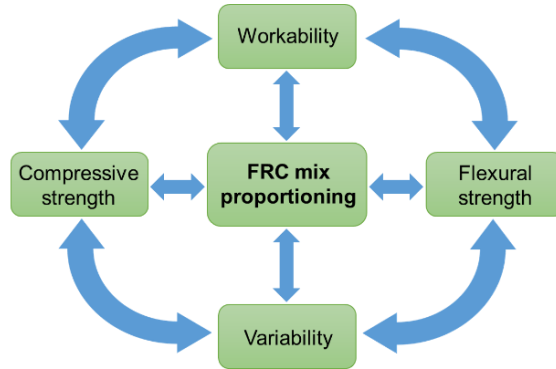 Workability
Compressive
strength
FRC mix
proportioning
Flexural
strength
Variability